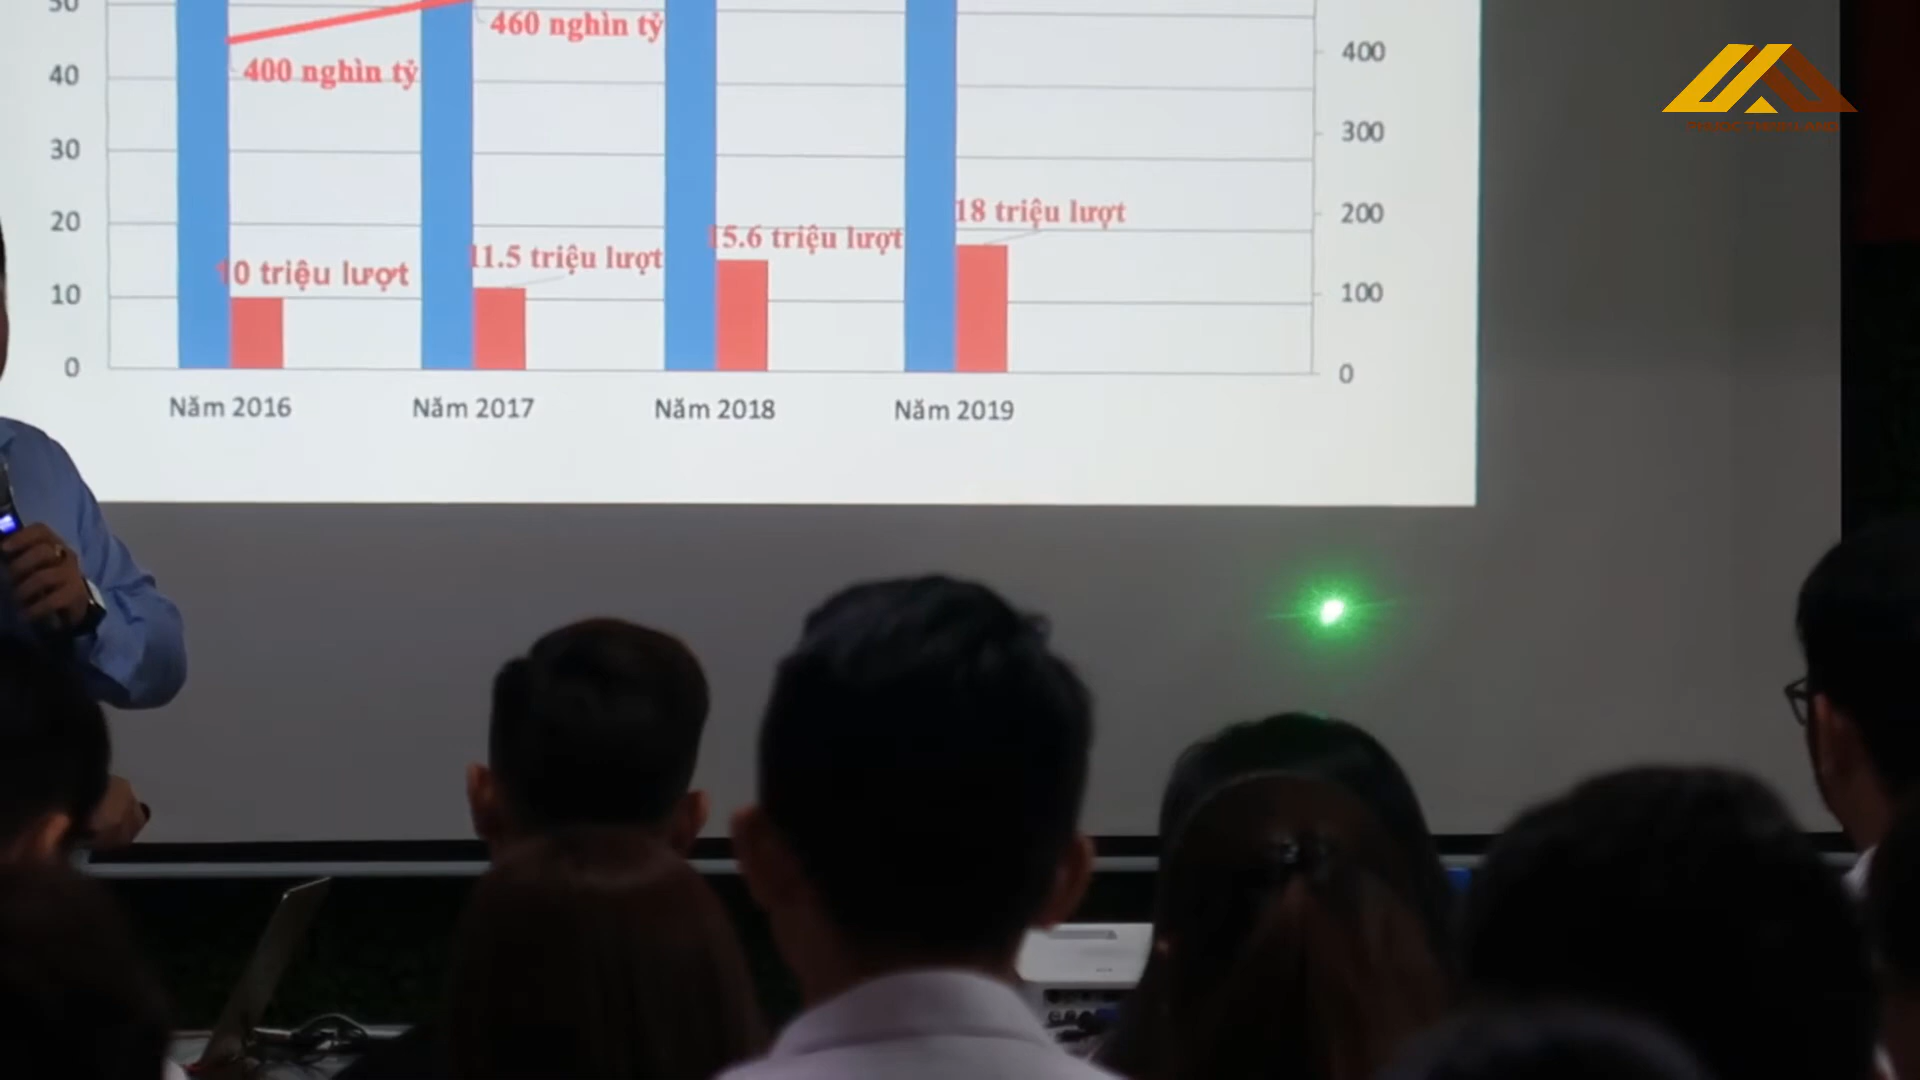 50
460 nghìn tỷ
400
40
400 nghìn tỷ
300
30
20
18 triệu lượt
200
15.6 triệu lượt
11.5 triệu lượt
10 triệu lượt
10
100
0
0
Năm 2016
Năm 2017
Năm 2018
Năm 2019